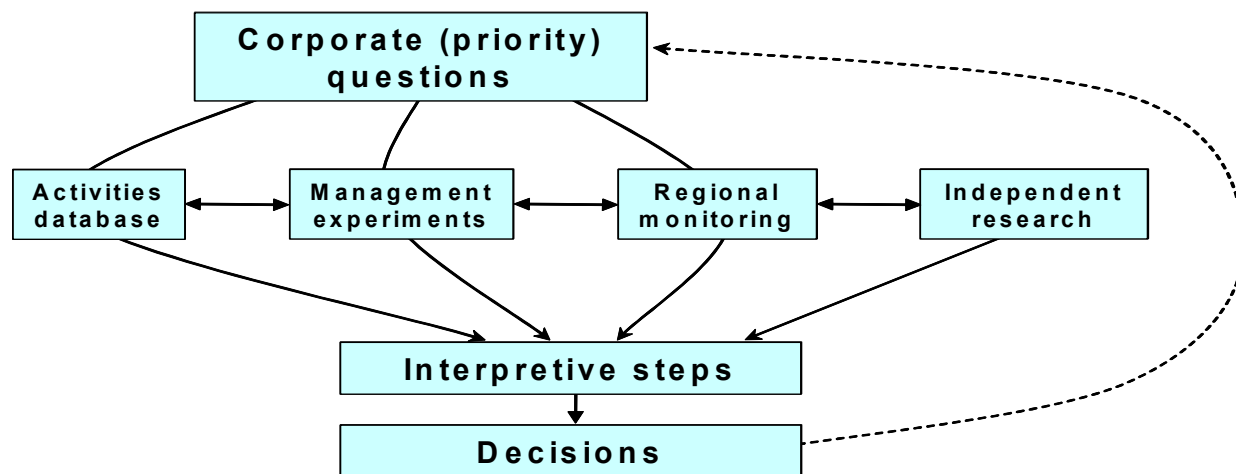 Corporate (priority)
questions
Activities
database
Management
experiments
Regional
monitoring
Independent
research
Interpretive steps
Decisions